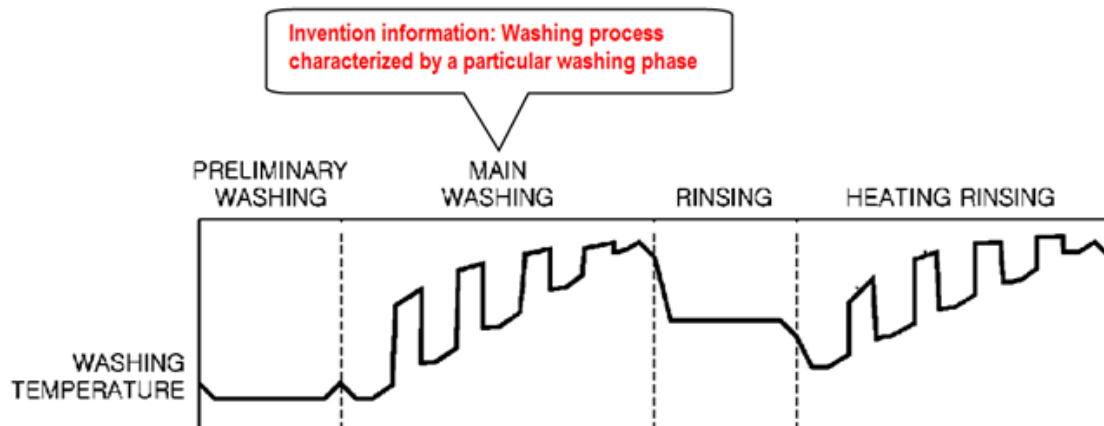 Invention information: Washing process
characterized by a particular washing phase
PRELIMINARY
WASHING
MAIN
WASHING
RINSING
HEATING RINSING
WASHING
TEMPERATURE